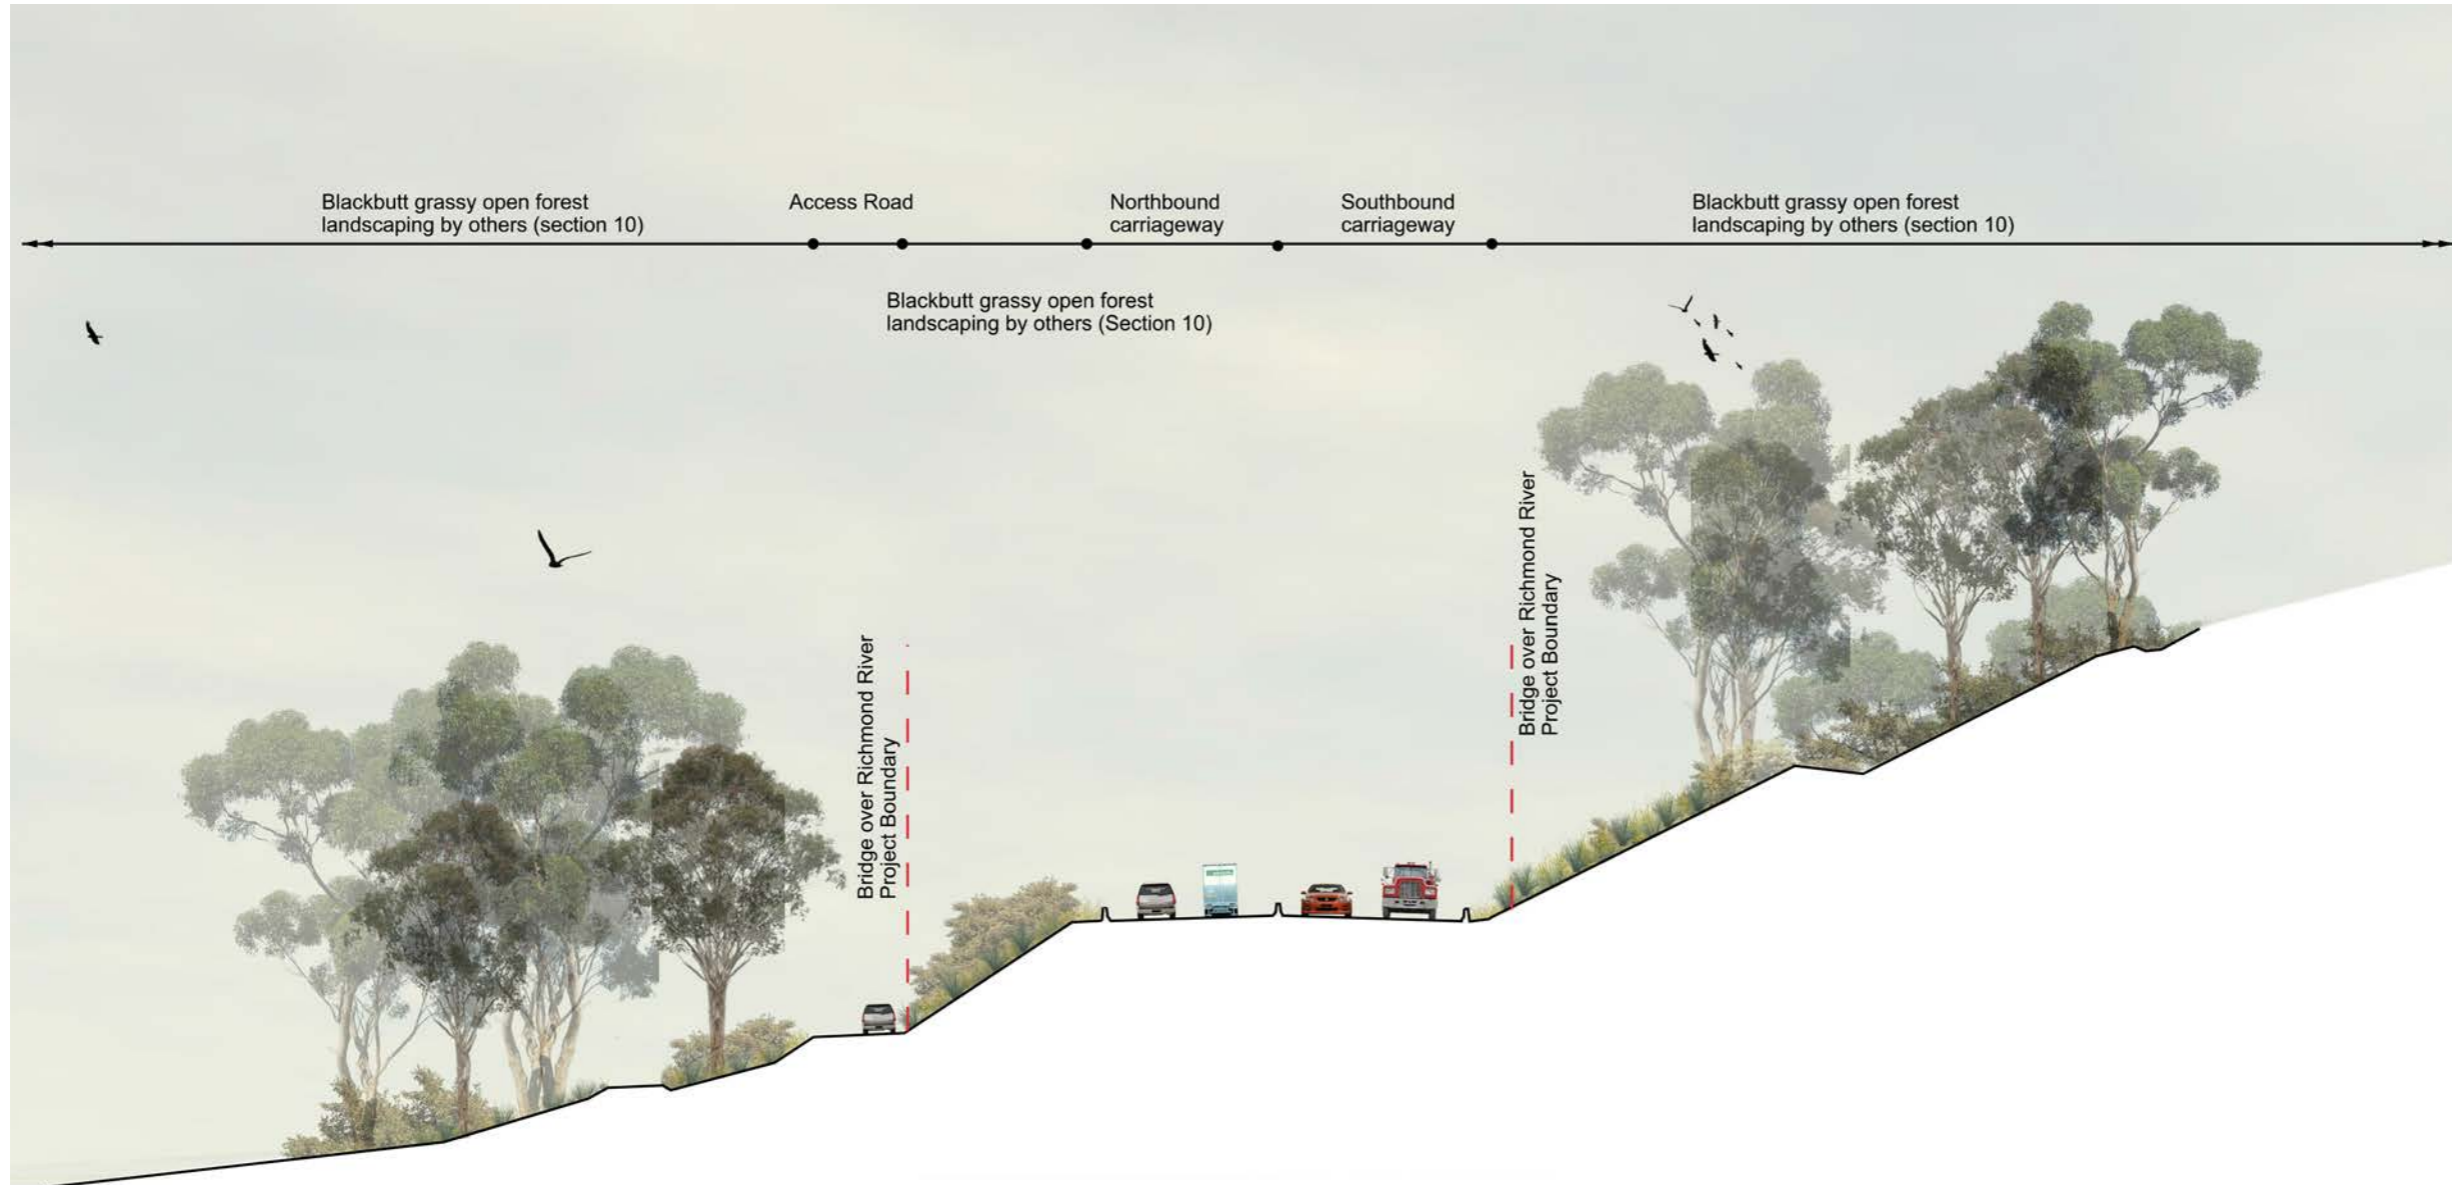 Blackbutt grassy open forest
landscaping by others (section 10)
Access Road
Northbound
carriageway
Southbound
carriageway
Blackbutt grassy open forest
landscaping by others (section 10)
Blackbutt grassy open forest
landscaping by others (Section 10)
Bridge over Richmond River
Project Boundary
Bridge over Richmond River
Project Boundary